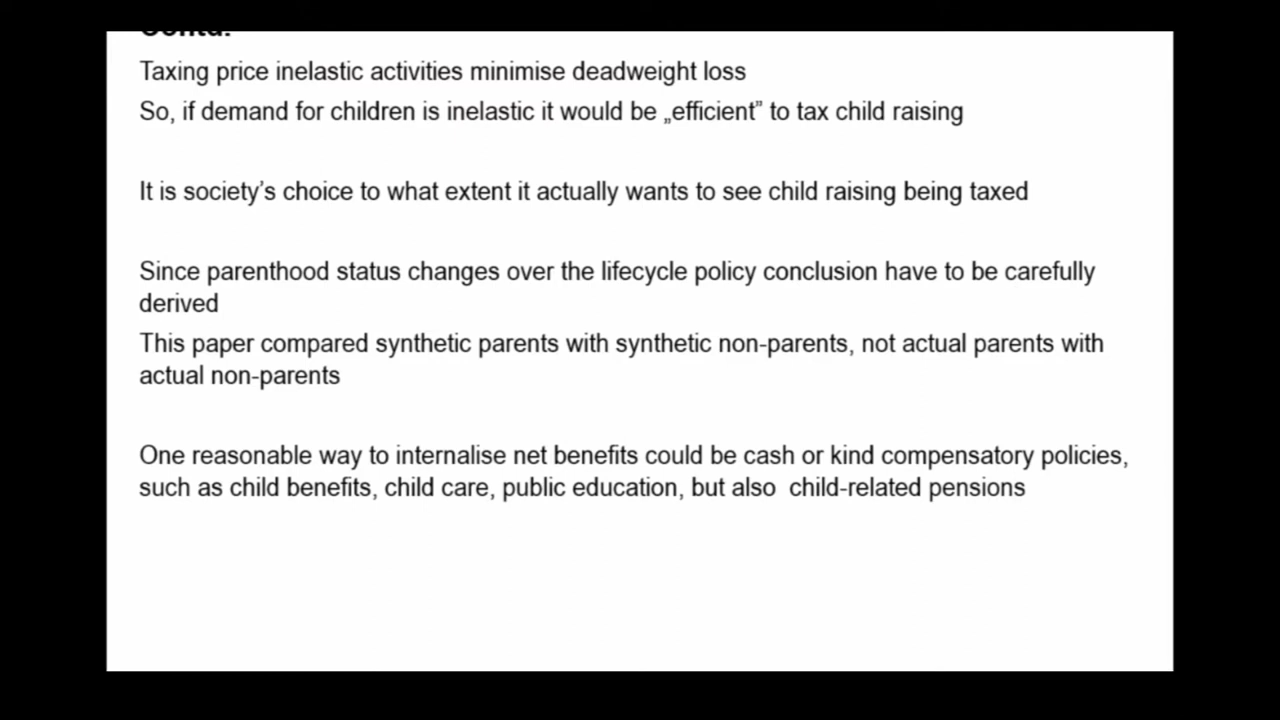 Contd.
Taxing price inelastic activities minimise deadweight loss
So, if demand for children is inelastic it would be „efficient” to tax child raising
It is society’s choice to what extent it actually wants to see child raising being taxed
Since parenthood status changes over the lifecycle policy conclusion have to be carefully
derived
This paper compared synthetic parents with synthetic non-parents, not actual parents with
actual non-parents
One reasonable way to internalise net benefits could be cash or kind compensatory policies,
such as child benefits, child care, public education, but also child-related pensions